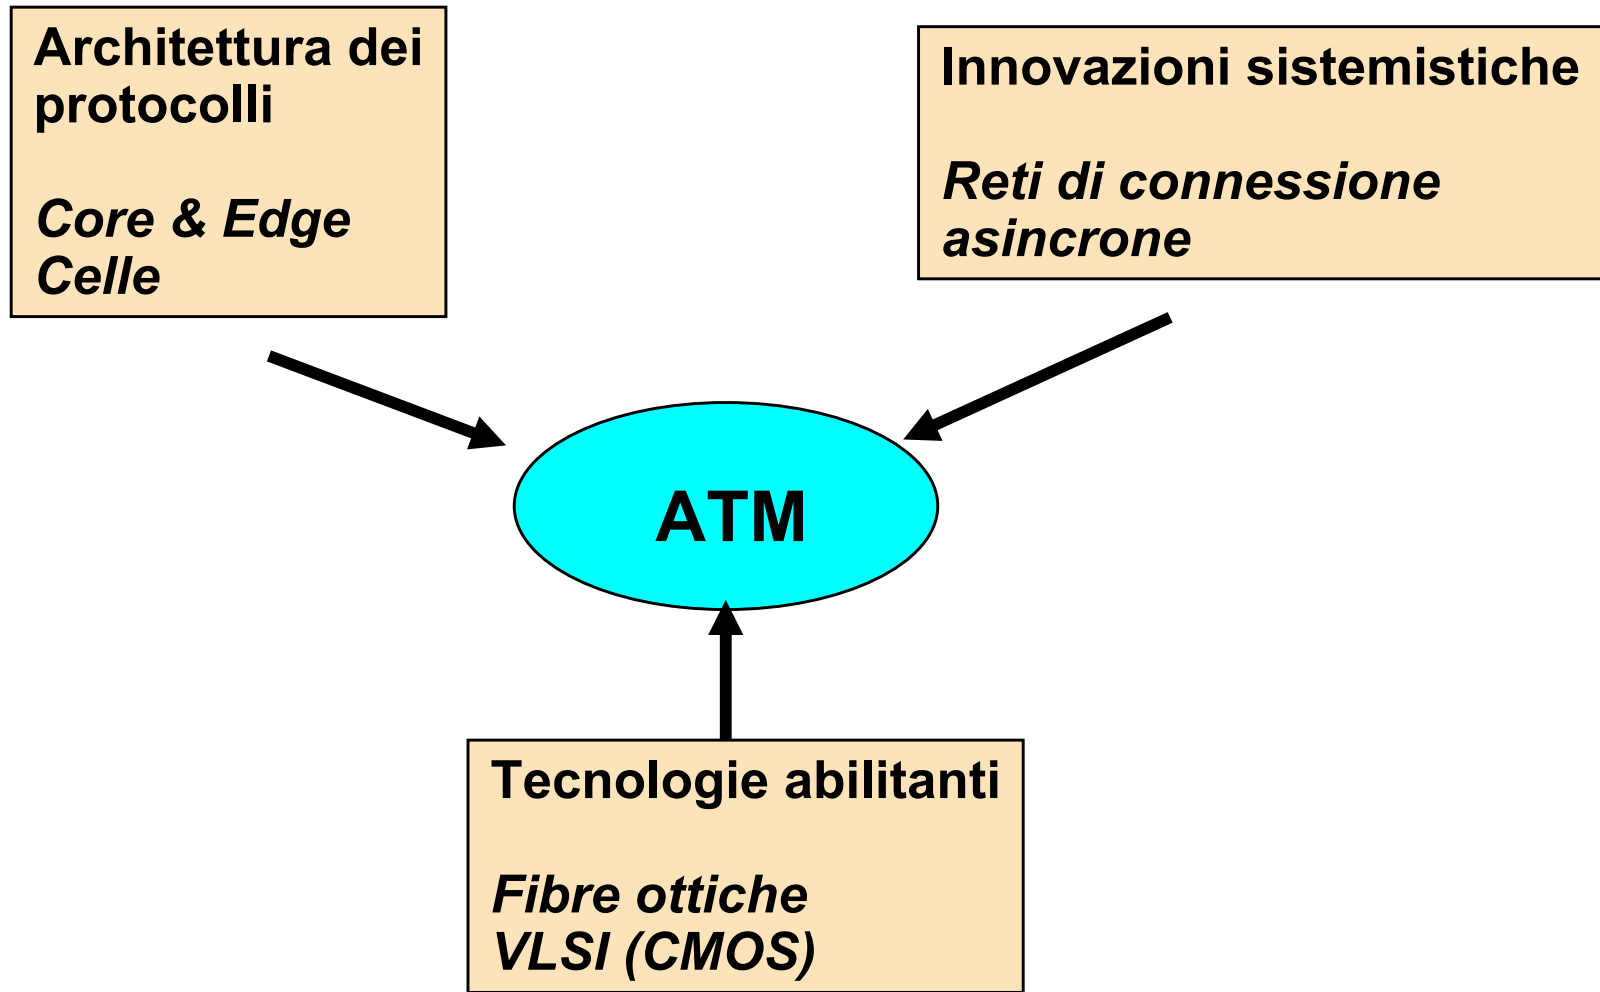 Architettura dei
protocolli
Core & Edge
Celle
Innovazioni sistemistiche
Reti di connessione
asincrone
ATM
Tecnologie abilitanti
Fibre ottiche
VLSI (CMOS)